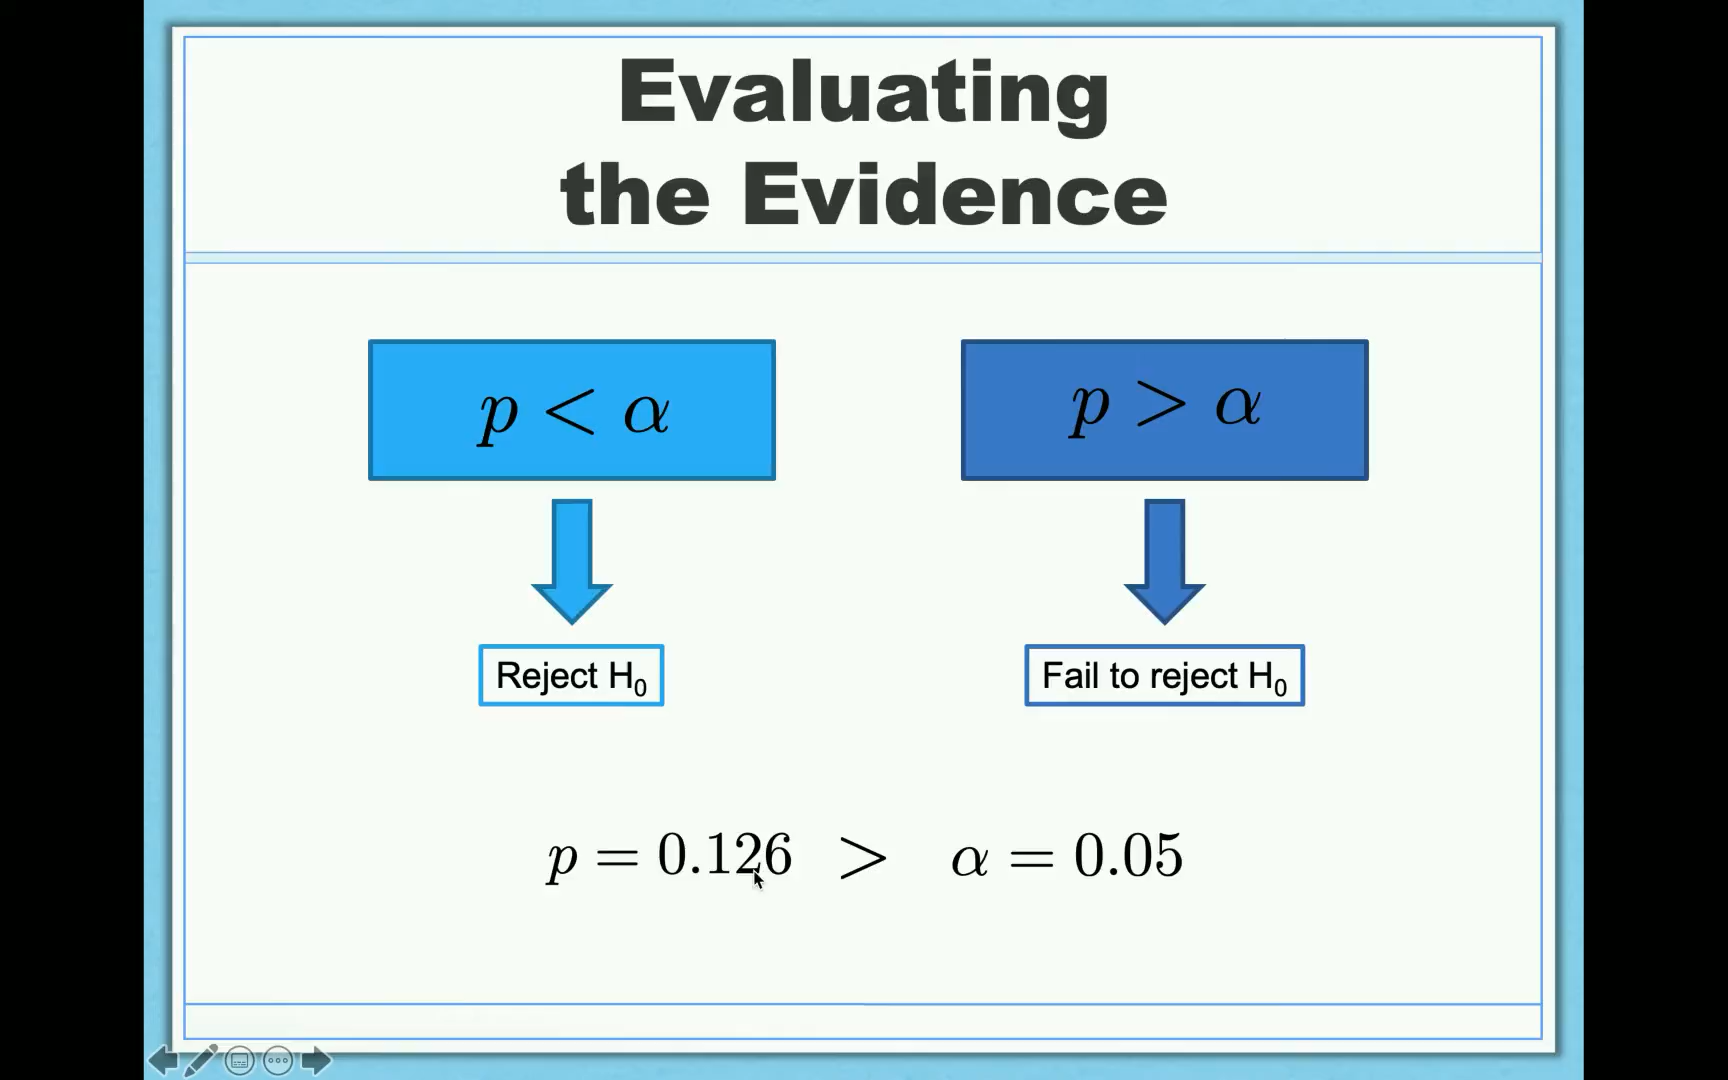 Evaluating
the Evidence
p < α
p > α
Reject H₀
Fail to reject H₀
p = 0.126 > α = 0.05